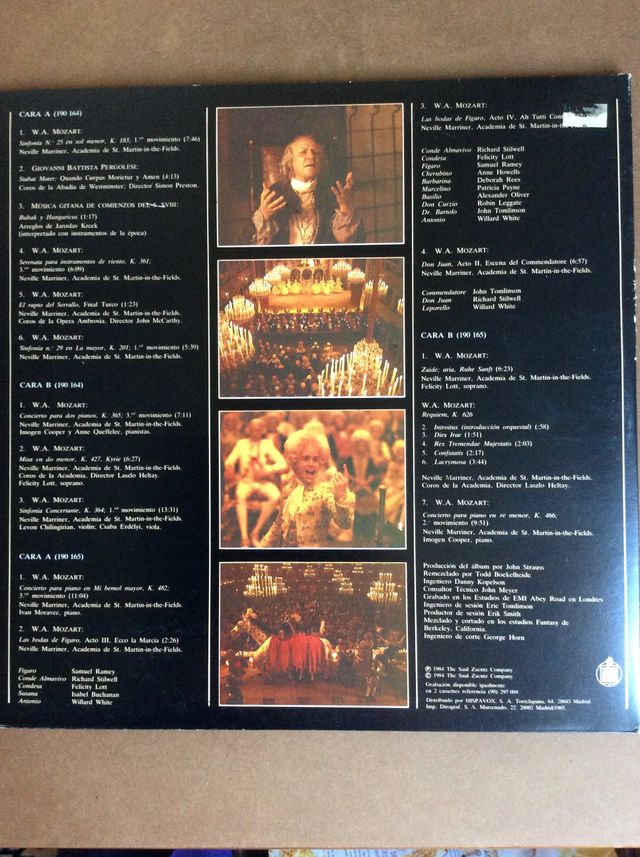 CARA A (190 164)
1. W.A. MOZART:
Sinfonía N.º 25 en sol menor, K. 183; 1.er movimiento (7:46)
Neville Marriner, Academia de St. Martin-in-the-Fields.
2. GIOVANNI BATTISTA PERGOLESI:
Stabat Mater; Quando Corpus Morietur y Amen (4:13)
Coros de la Abadía de Westminster; Director Simon Preston.
3. MÚSICA GITANA DE COMIENZOS DEL S. XVIII:
Bubak y Hungaricus (1:17)
Arreglos de Jaroslav Krcek
(interpretado con instrumentos de la época)
4. W.A. MOZART:
Serenata para instrumentos de viento, K. 361;
3.er movimiento (6:09)
Neville Marriner, Academia de St. Martin-in-the-Fields.
5. W.A. MOZART:
El rapto del Serrallo, Final Turco (1:23)
Neville Marriner, Academia de St. Martin-in-the-Fields.
Coros de la Opera Ambrosia, Director John McCarthy.
6. W.A. MOZART:
Sinfonía n.º 29 en La mayor, K. 201; 1.er movimiento (5:39)
Neville Marriner, Academia de St. Martin-in-the-Fields.
CARA B (190 164)
1. W.A. MOZART:
Concierto para dos pianos, K. 365; 3.er movimiento (7:11)
Neville Marriner, Academia de St. Martin-in-the-Fields.
Imogen Cooper y Anne Queffelec, pianistas.
2. W.A. MOZART:
Misa en do menor, K. 427, Kyrie (6:27)
Neville Marriner, Academia de St. Martin-in-the-Fields.
Coros de la Academia, Director Laszlo Heltay.
Felicity Lott, soprano.
3. W.A. MOZART:
Sinfonía Concertante, K. 364; 1.er movimiento (13:31)
Neville Marriner, Academia de St. Martin-in-the-Fields.
Levon Chilingirian, violín; Csaba Erdélyi, viola.
CARA A (190 165)
1. W.A. MOZART:
Concierto para piano en Mi bemol mayor, K. 482;
3.er movimiento (11:04)
Neville Marriner, Academia de St. Martin-in-the-Fields.
Ivan Moravec, piano.
2. W.A. MOZART:
Las bodas de Fígaro, Acto III, Ecco la Marcia (2:26)
Neville Marriner, Academia de St. Martin-in-the-Fields.
Fígaro Samuel Ramey
Conde Almavivo Richard Stilwell
Condesa Felicity Lott
Susana Isabel Buchanan
Antonio Willard White
3. W.A. MOZART:
Las bodas de Fígaro, Acto IV, Ah Tutti
Neville Marriner, Academia de St. Martin-in-the-Fields.
Conde Almavivo Richard Stilwell
Condesa Felicity Lott
Fígaro Samuel Ramey
Cherubino Anne Howells
Barbarina Deborah Rees
Marcelino Patricia Payne
Basilio Alexander Oliver
Don Curzio Robin Leggate
Dr. Bartolo John Tomlinson
Antonio Willard White
4. W.A. MOZART:
Don Juan, Acto II, Escena del Commendatore (6:57)
Neville Marriner, Academia de St. Martin-in-the-Fields.
Commendatore John Tomlinson
Don Juan Richard Stilwell
Leporello Willard White
CARA B (190 165)
1. W.A. MOZART:
Zaide; aria, Ruhe Sanft (6:23)
Neville Marriner, Academia de St. Martin-in-the-Fields.
Felicity Lott, soprano.
W.A. MOZART:
Requiem, K. 626
2. Introitus (introducción orquestal) (:58)
3. Dies Irae (1:51)
4. Rex Tremendae Majestatis (2:03)
5. Confutatis (2:17)
6. Lacrymosa (3:44)
Neville Marriner, Academia de St. Martin-in-the-Fields.
Coros de la Academia, Director Laszlo Heltay.
7. W.A. MOZART:
Concierto para piano en re menor, K. 466;
2.º movimiento (9:51)
Neville Marriner, Academia de St. Martin-in-the-Fields.
Imogen Cooper, piano.
Producción del álbum por John Strauss
Remezclado por Todd Boekelheide
Ingeniero Danny Kopelson
Consultor Técnico John Meyer
Grabado en los Estudios de EMI Abey Road en Londres
Ingeniero de sesión Eric Tomlinson
Productor de sesión Erik Smith
Mezclado y cortado en los estudios Fantasy de
Berkeley, California.
Ingeniero de corte George Horn
℗ 1984 The Saul Zaentz Company
© 1984 The Saul Zaentz Company
Grabación disponible igualmente
en 2 cassettes referencia (90) 297 004
Distribuido por HISPAVOX, S. A. Torrelaguna, 64. 28043 Madrid
Imp. Dirograf, S. A. Marcenado, 22. 28002 Madrid/1985.